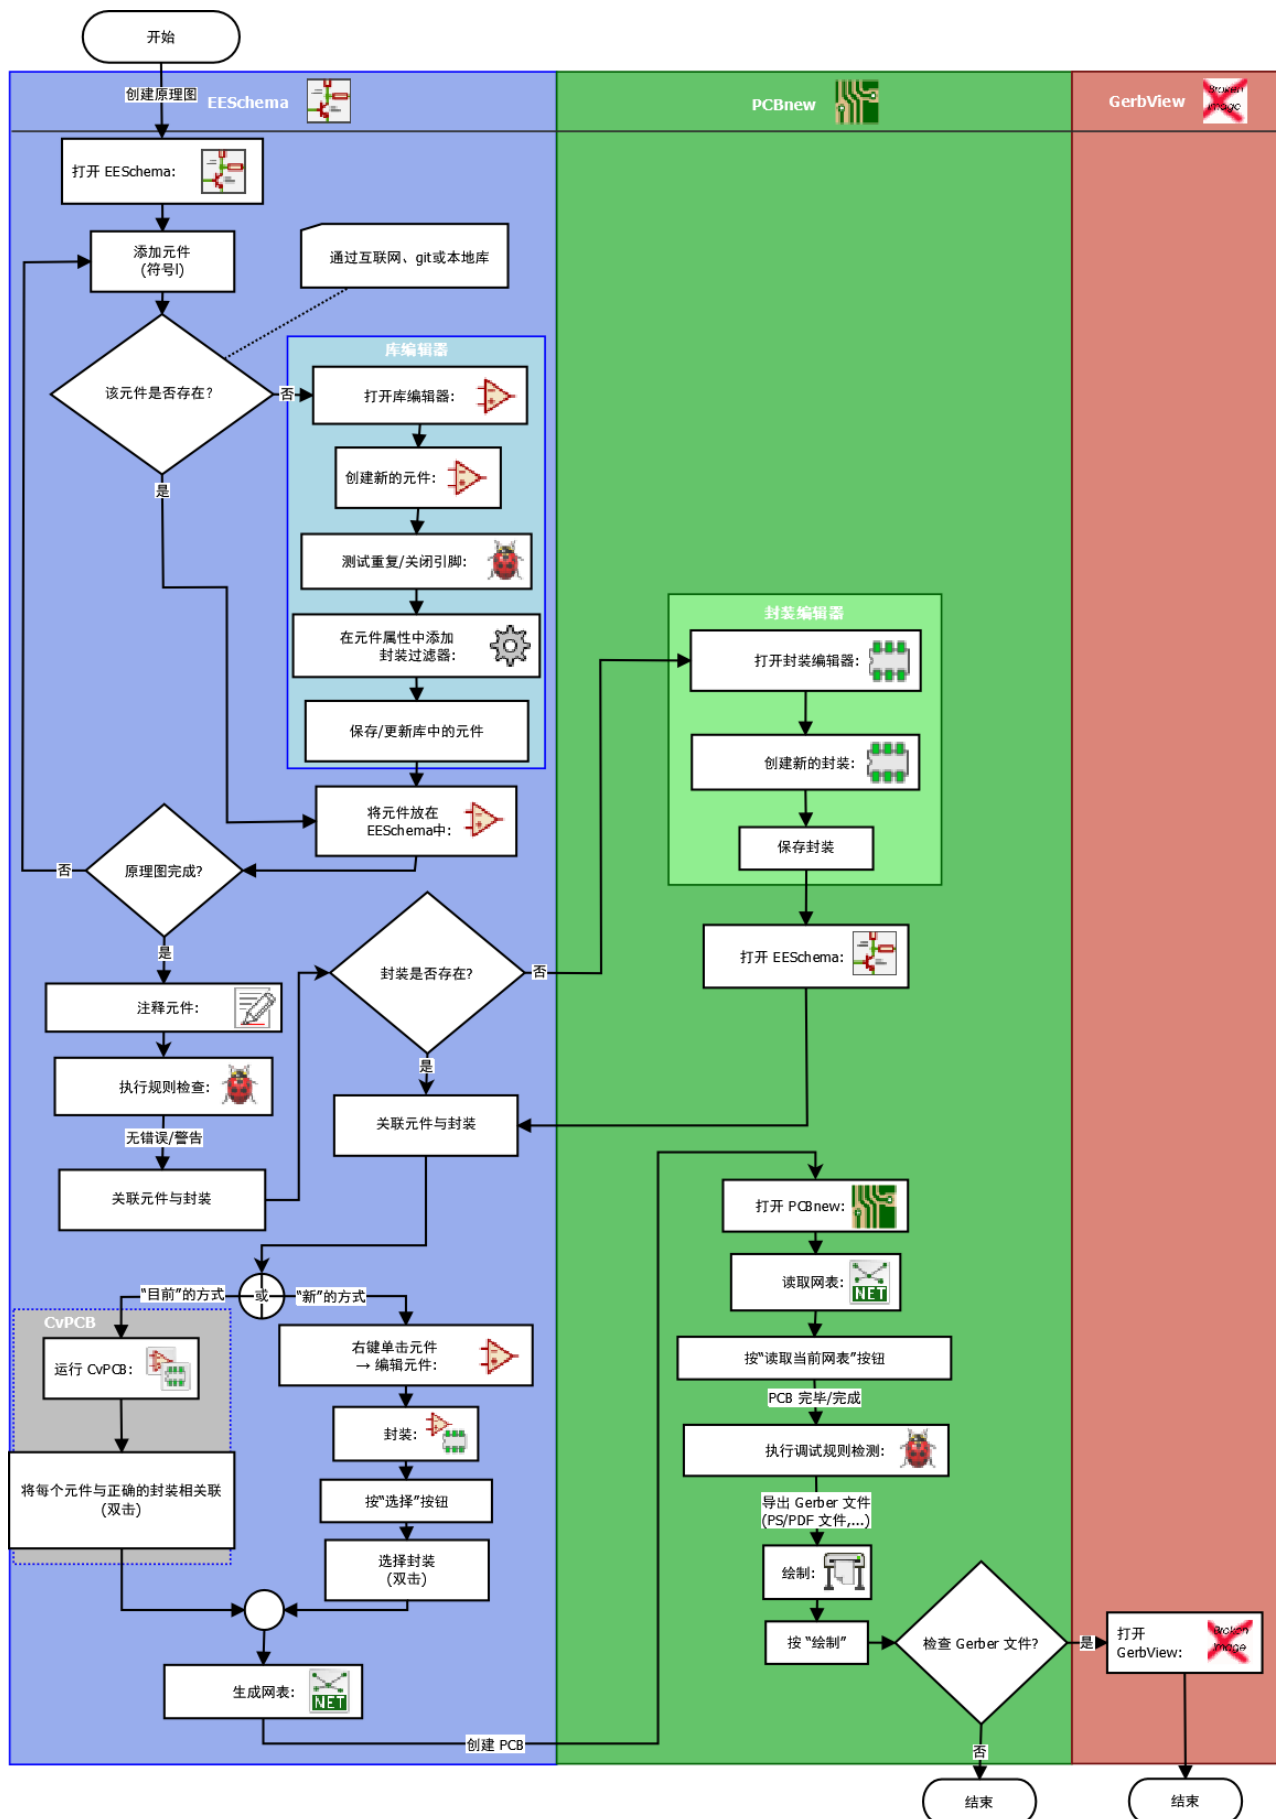 开始
创建原理图
EESchema
PCBnew
GerbView
Broken
image
打开 EESchema:
添加元件
(符号l)
通过互联网、git或本地库
该元件是否存在?
否
是
库编辑器
打开库编辑器:
创建新的元件:
测试重复/关闭引脚:
在元件属性中添加
封装过滤器:
保存/更新库中的元件
将元件放在
EESchema中:
原理图完成?
否
是
注释元件:
执行规则检查:
无错误/警告
关联元件与封装
封装是否存在?
否
是
关联元件与封装
封装编辑器
打开封装编辑器:
创建新的封装:
保存封装
打开 EESchema:
或
“目前”的方式
“新”的方式
CvPCB
运行 CvPCB:
将每个元件与正确的封装相关联
(双击)
右键单击元件
→ 编辑元件:
封装:
按“选择”按钮
选择封装
(双击)
生成网表:
NET
创建 PCB
打开 PCBnew:
读取网表:
NET
按“读取当前网表”按钮
PCB 完毕/完成
执行调试规则检测:
导出 Gerber 文件
(PS/PDF 文件,...)
绘制:
按 “绘制”
检查 Gerber 文件?
是
否
打开
GerbView:
Broken
image
结束
结束